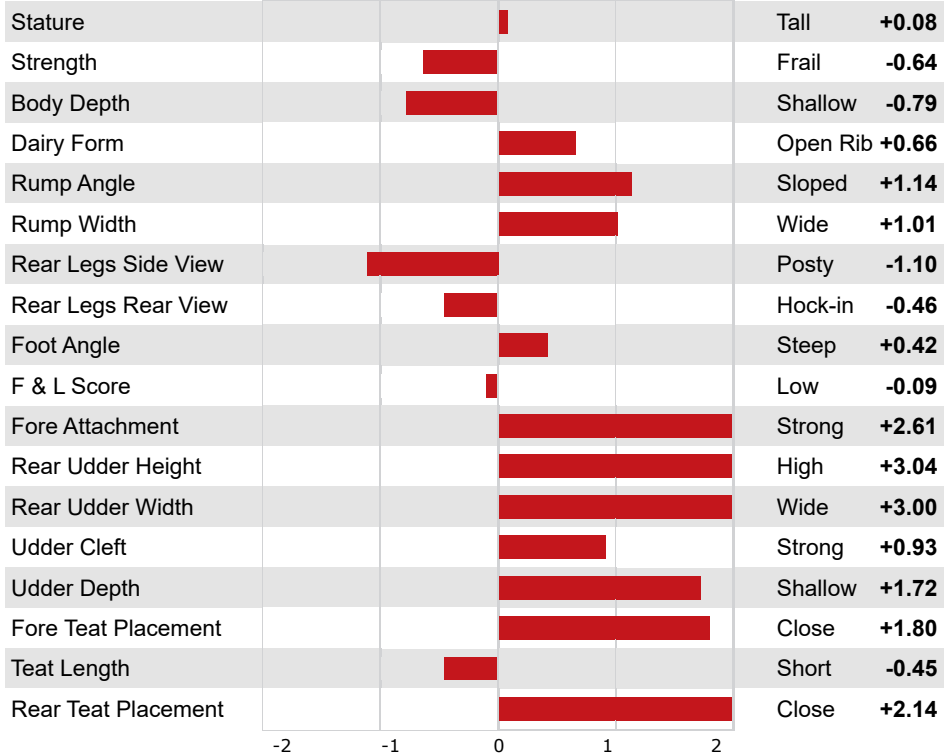 Stature Tall +0.08
Strength Frail -0.64
Body Depth Shallow -0.79
Dairy Form Open Rib +0.66
Rump Angle Sloped +1.14
Rump Width Wide +1.01
Rear Legs Side View Posty -1.10
Rear Legs Rear View Hock-in -0.46
Foot Angle Steep +0.42
F & L Score Low -0.09
Fore Attachment Strong +2.61
Rear Udder Height High +3.04
Rear Udder Width Wide +3.00
Udder Cleft Strong +0.93
Udder Depth Shallow +1.72
Fore Teat Placement Close +1.80
Teat Length Short -0.45
Rear Teat Placement Close +2.14
-2 -1 0 1 2